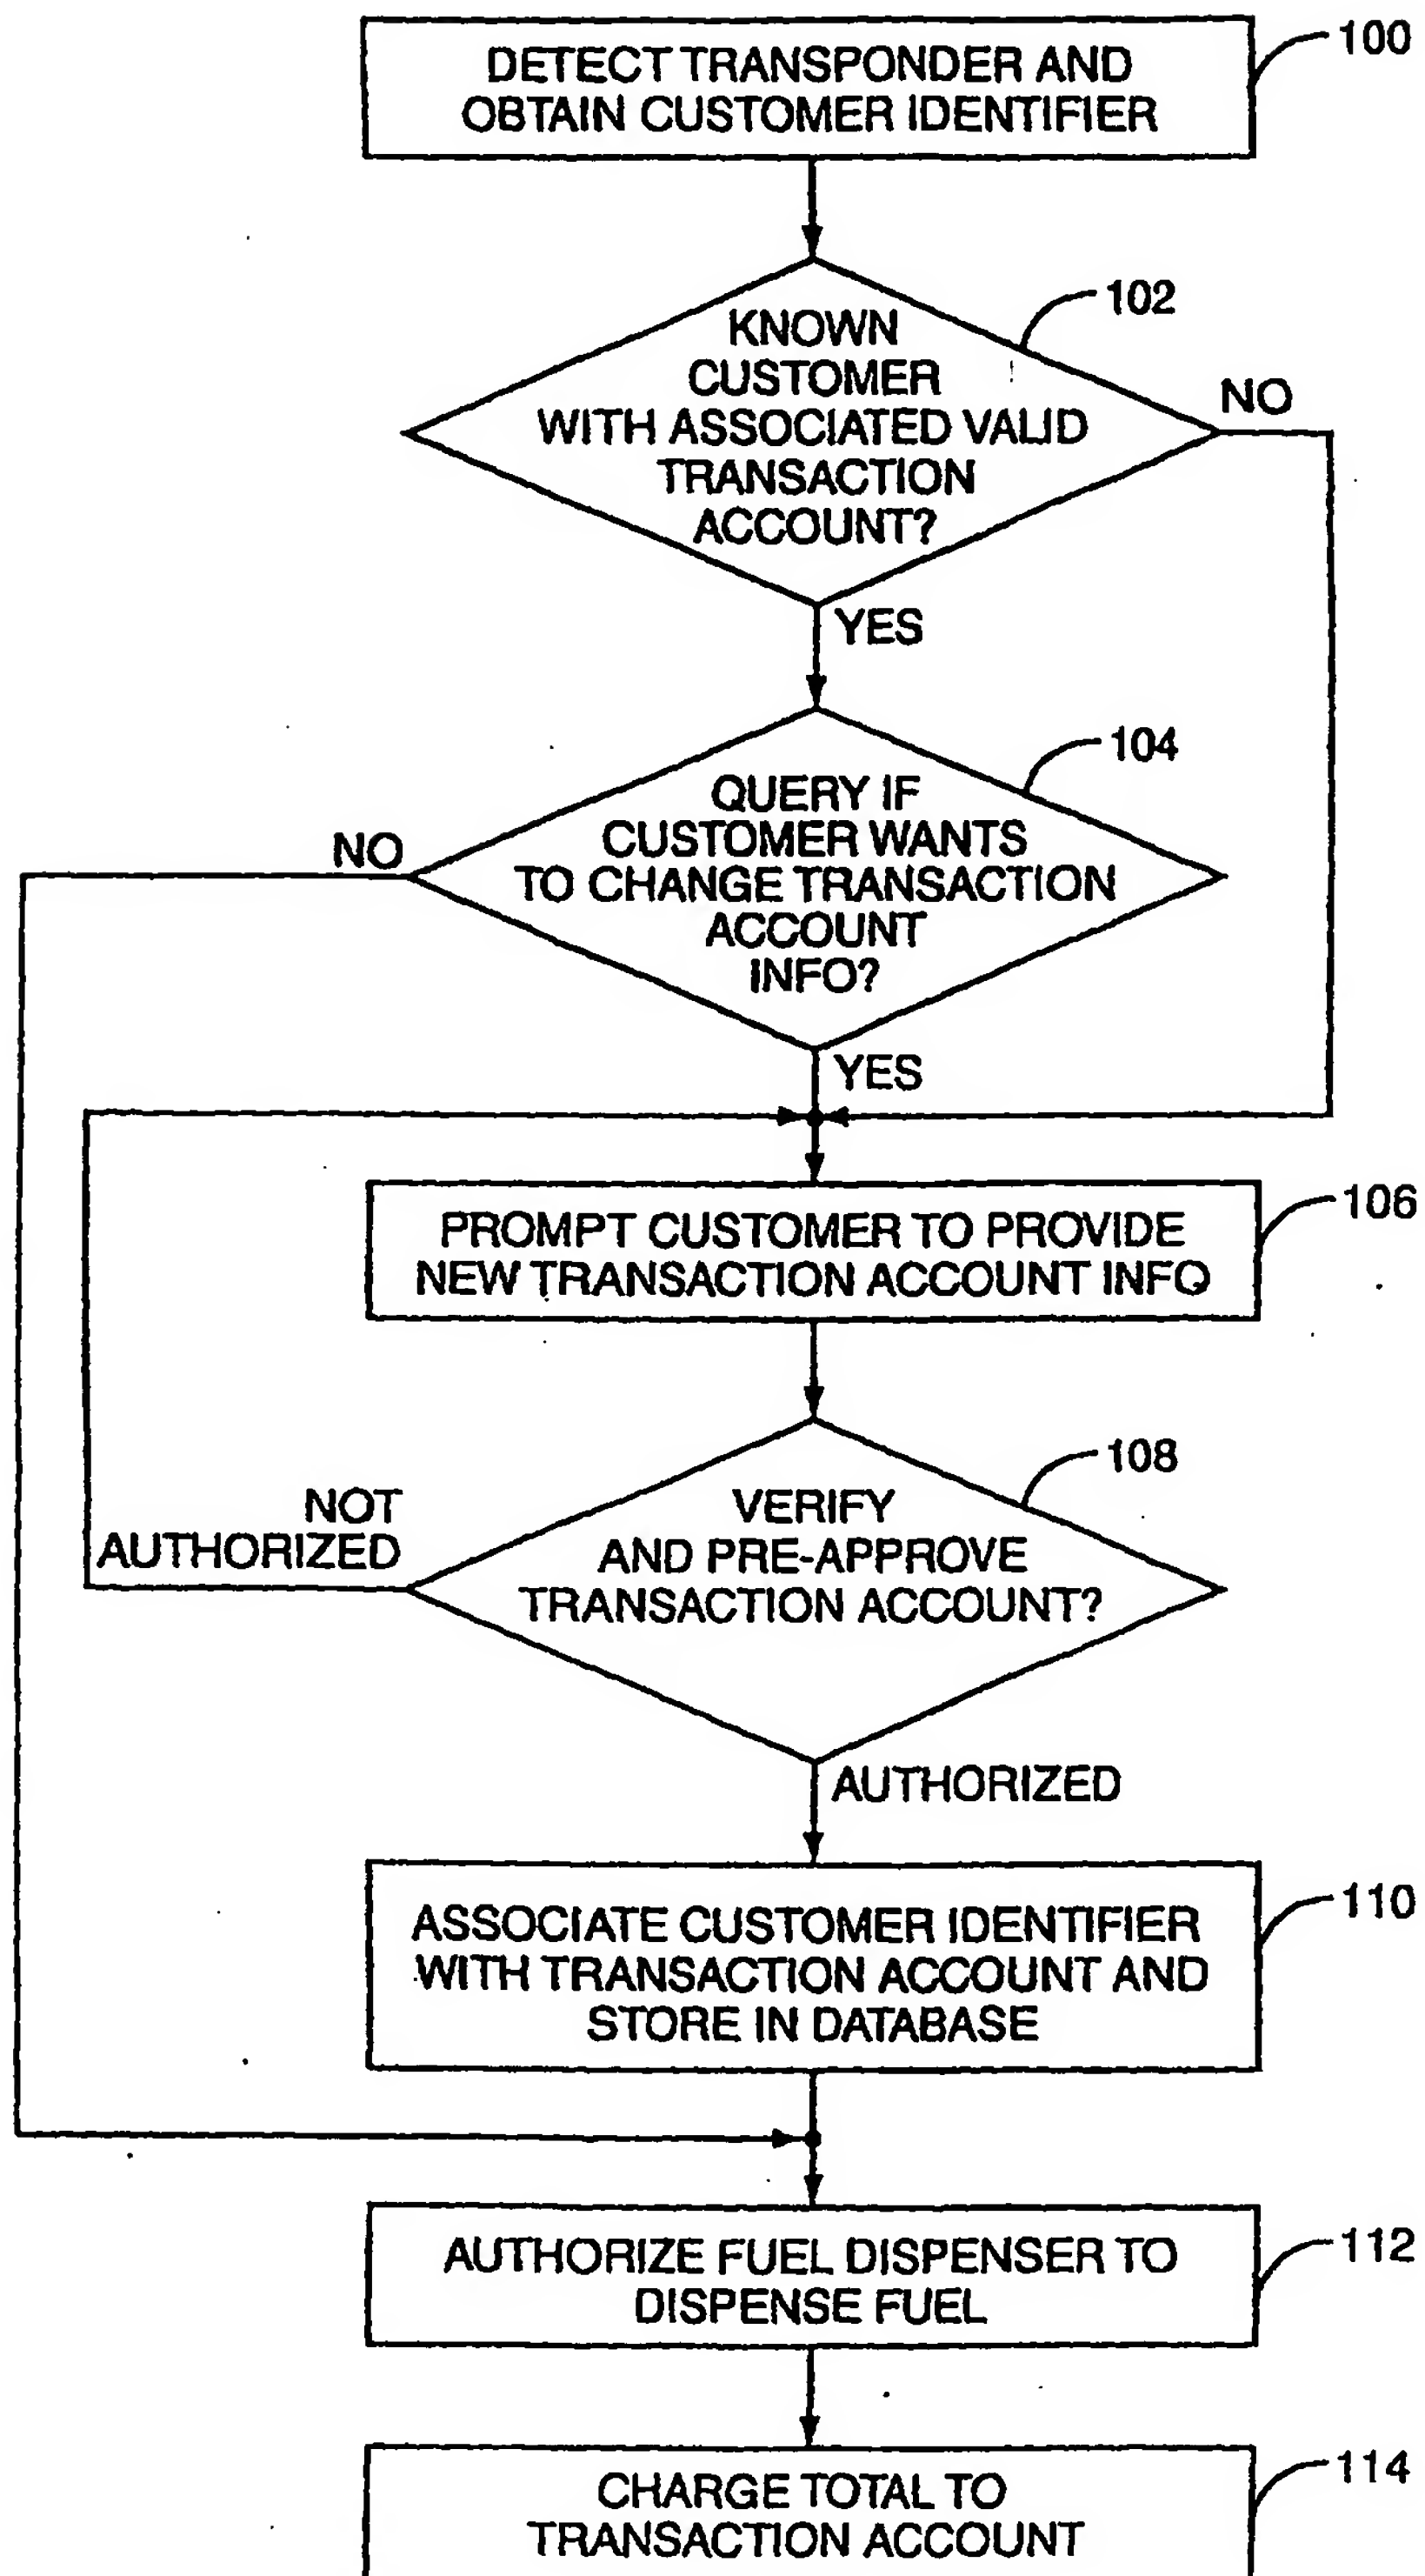 DETECT TRANSPONDER AND
OBTAIN CUSTOMER IDENTIFIER
100
KNOWN
CUSTOMER
WITH ASSOCIATED VALID
TRANSACTION
ACCOUNT?
102
NO
YES
QUERY IF
CUSTOMER WANTS
TO CHANGE TRANSACTION
ACCOUNT
INFO?
104
NO
YES
PROMPT CUSTOMER TO PROVIDE
NEW TRANSACTION ACCOUNT INFO
106
VERIFY
AND PRE-APPROVE
TRANSACTION ACCOUNT?
108
NOT
AUTHORIZED
AUTHORIZED
ASSOCIATE CUSTOMER IDENTIFIER
WITH TRANSACTION ACCOUNT AND
STORE IN DATABASE
110
AUTHORIZE FUEL DISPENSER TO
DISPENSE FUEL
112
CHARGE TOTAL TO
TRANSACTION ACCOUNT
114